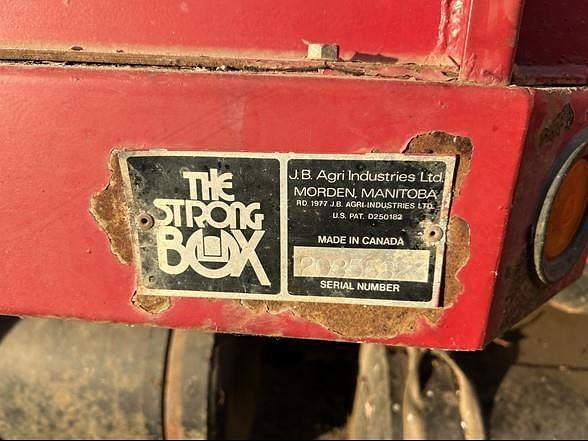 THE
STRONG
BOX
J.B. Agri Industries Ltd.
MORDEN, MANITOBA
RD. 1977 J.B. AGRI-INDUSTRIES LTD.
U.S. PAT. D250182
MADE IN CANADA
SERIAL NUMBER